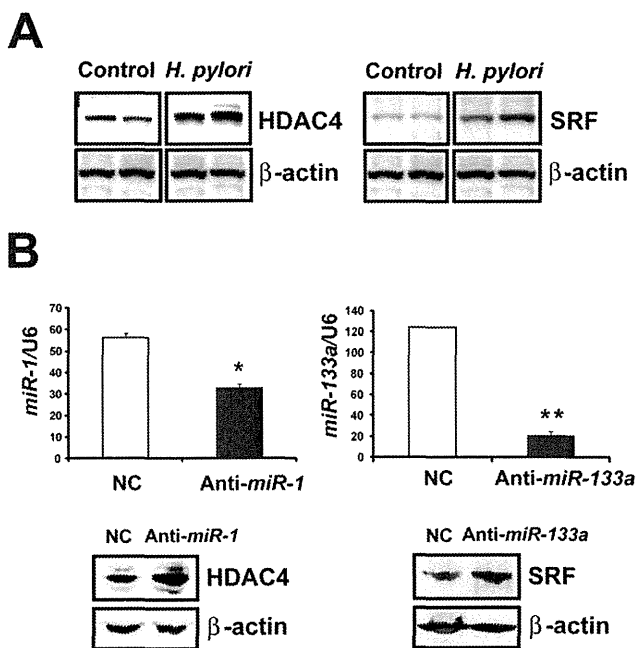 A
Control H. pylori
HDAC4
β-actin
Control H. pylori
SRF
β-actin
B
miR-1/U6
70
60
50
40
30
20
10
0
*
NC Anti-miR-1
miR-133a/U6
140
120
100
80
60
40
20
0
**
NC Anti-miR-133a
NC Anti-miR-1
HDAC4
β-actin
NC Anti-miR-133a
SRF
β-actin